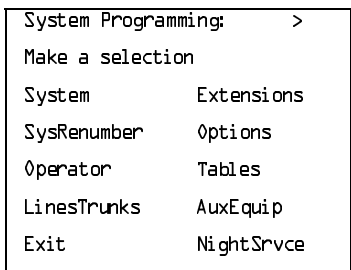 System Programming: >
Make a selection
System Extensions
SysRenumber Options
Operator Tables
LinesTrunks AuxEquip
Exit NightSrvce